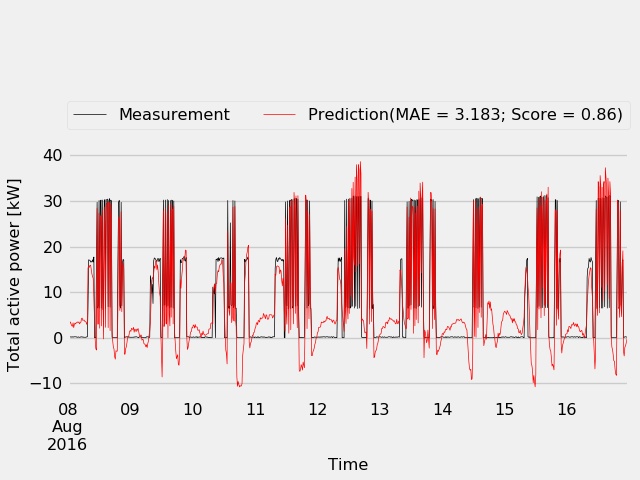 Measurement Prediction(MAE = 3.183; Score = 0.86)
40
30
20
10
0
−10
Total active power [kW]
08 09 10 11 12 13 14 15 16
Aug
2016
Time